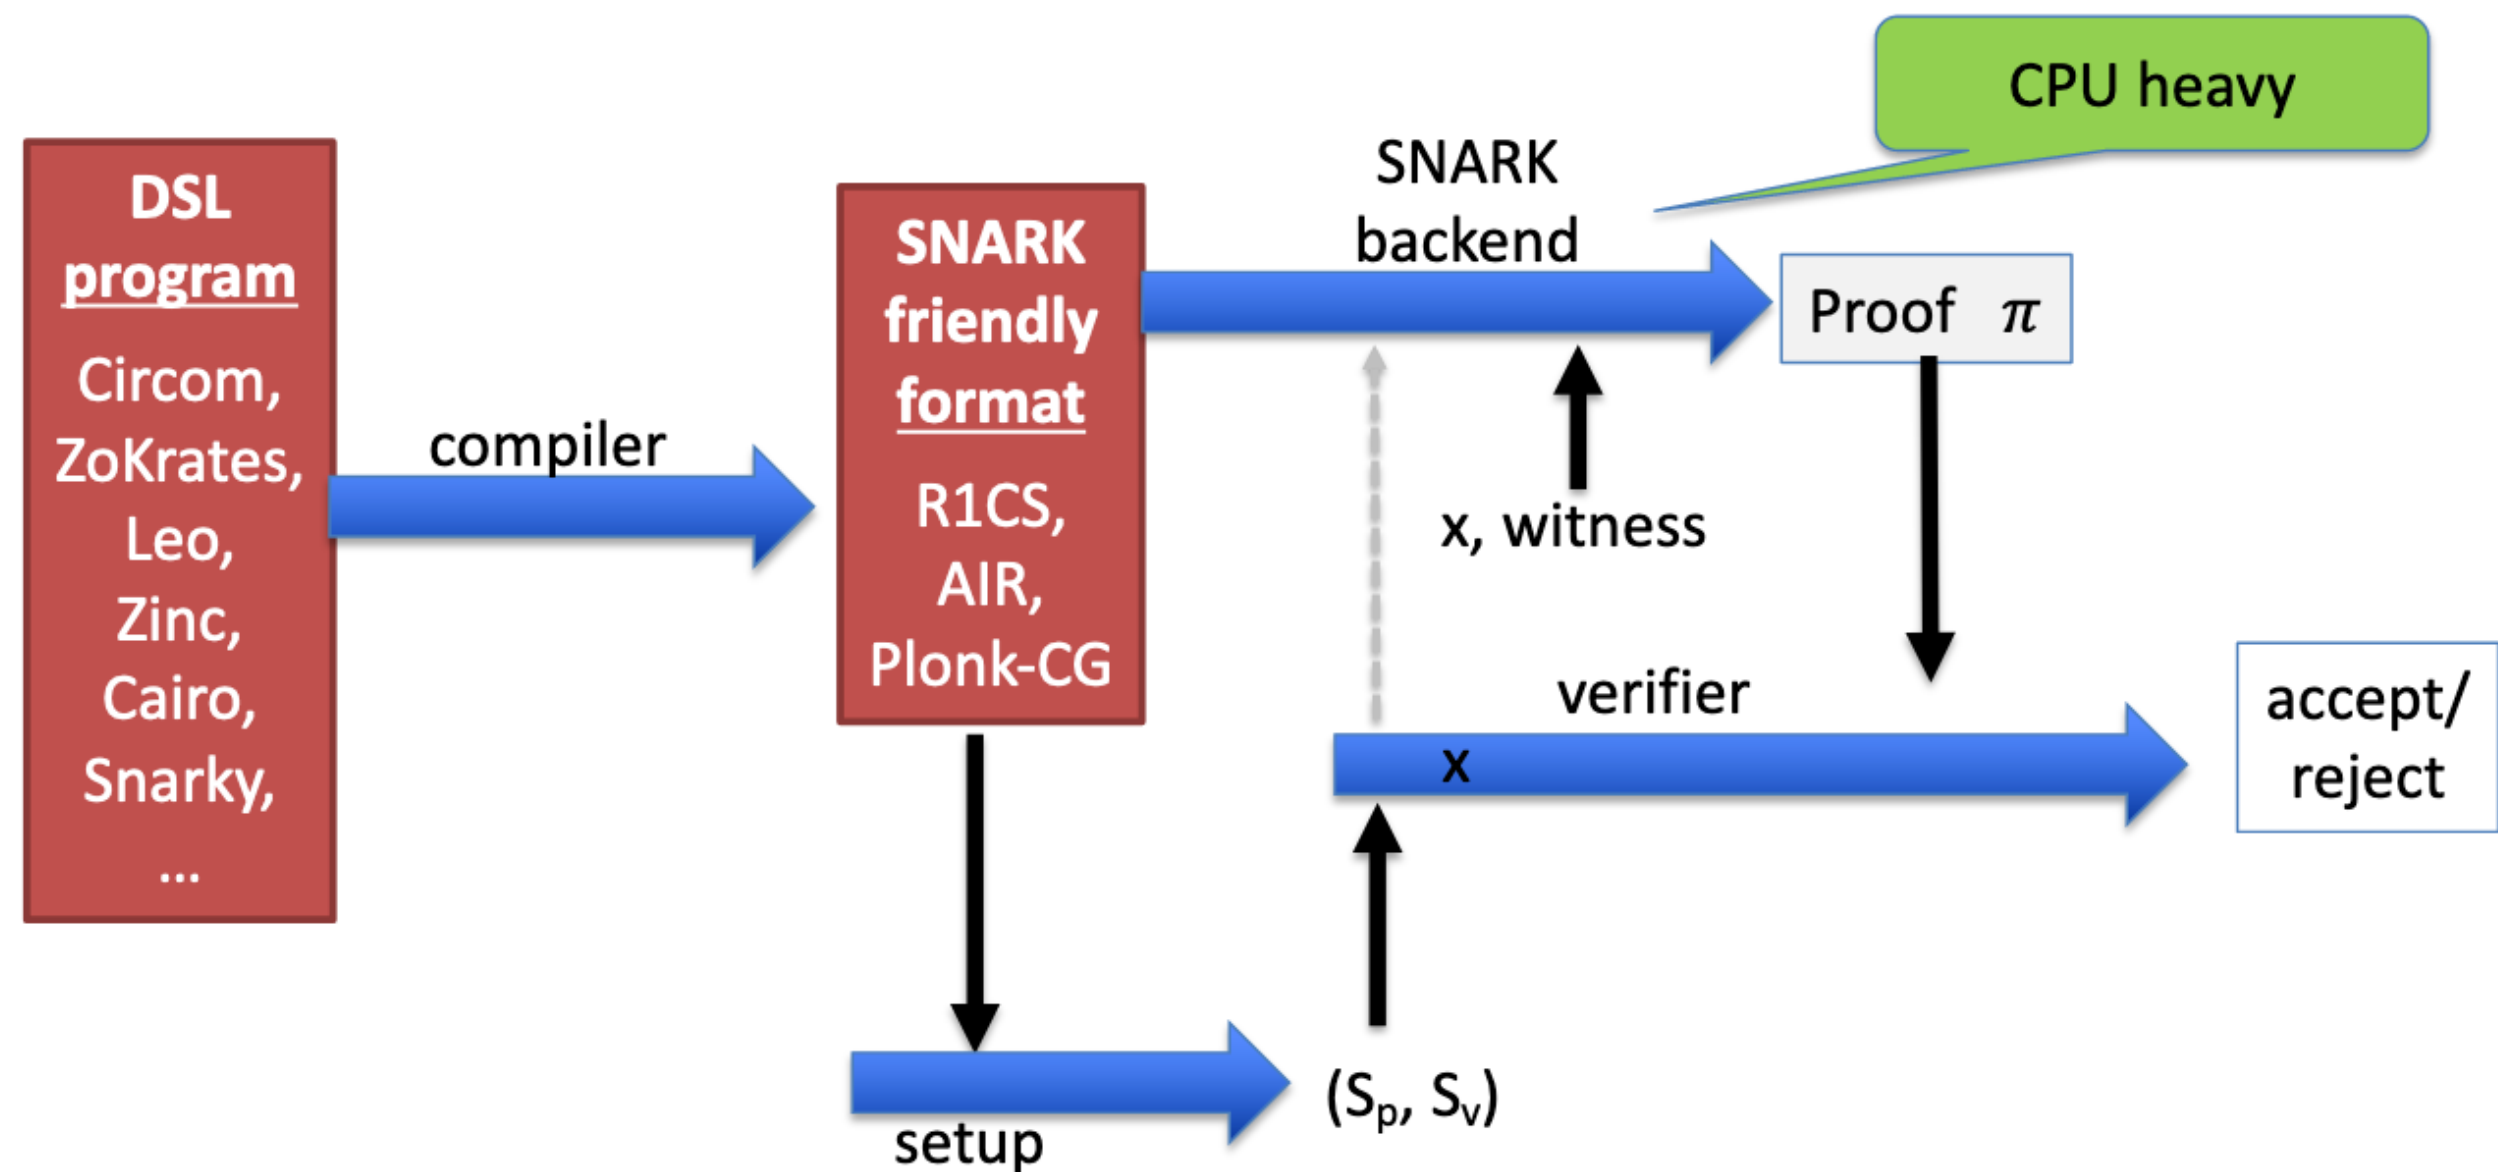 DSL
program
Circom,
ZoKrates,
Leo,
Zinc,
Cairo,
Snarky,
...
compiler
SNARK
friendly
format
R1CS,
AIR,
Plonk-CG
setup
(Sp, Sv)
SNARK
backend
CPU heavy
x, witness
Proof π
verifier
x
accept/
reject